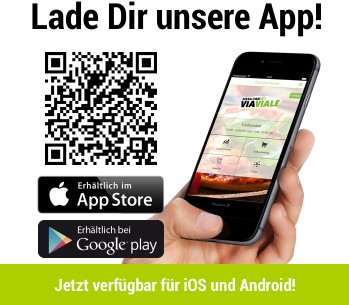 Lade Dir unsere App!
VIAVIALE
Erhältlich im
App Store
Erhältlich bei
Google play
Jetzt verfügbar für iOS und Android!